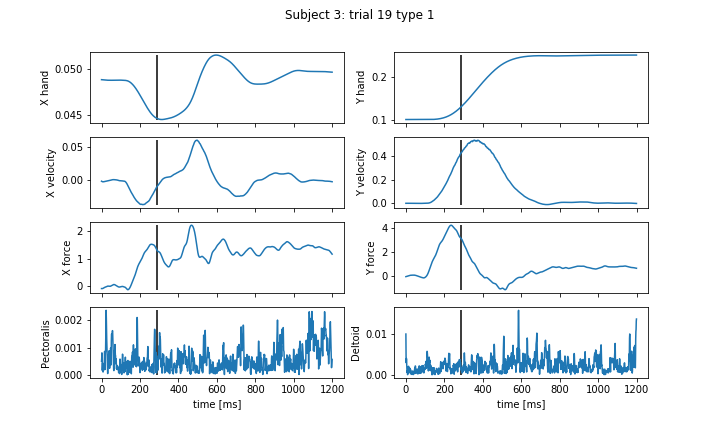 Subject 3: trial 19 type 1
X hand
0.050
0.045
Y hand
0.2
0.1
X velocity
0.05
0.00
Y velocity
0.4
0.2
0.0
X force
2
1
0
Y force
4
2
0
Pectoralis
0.002
0.001
0.000
0 200 400 600 800 1000 1200
time [ms]
Deltoid
0.01
0.00
0 200 400 600 800 1000 1200
time [ms]